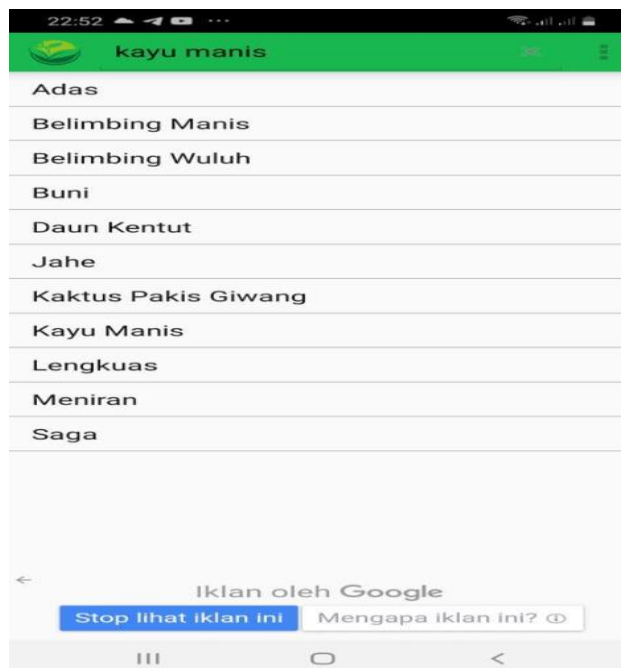 22:52
kayu manis
Adas
Belimbing Manis
Belimbing Wuluh
Buni
Daun Kentut
Jahe
Kaktus Pakis Giwang
Kayu Manis
Lengkuas
Meniran
Saga
Iklan oleh Google
Stop lihat iklan ini Mengapa iklan ini?